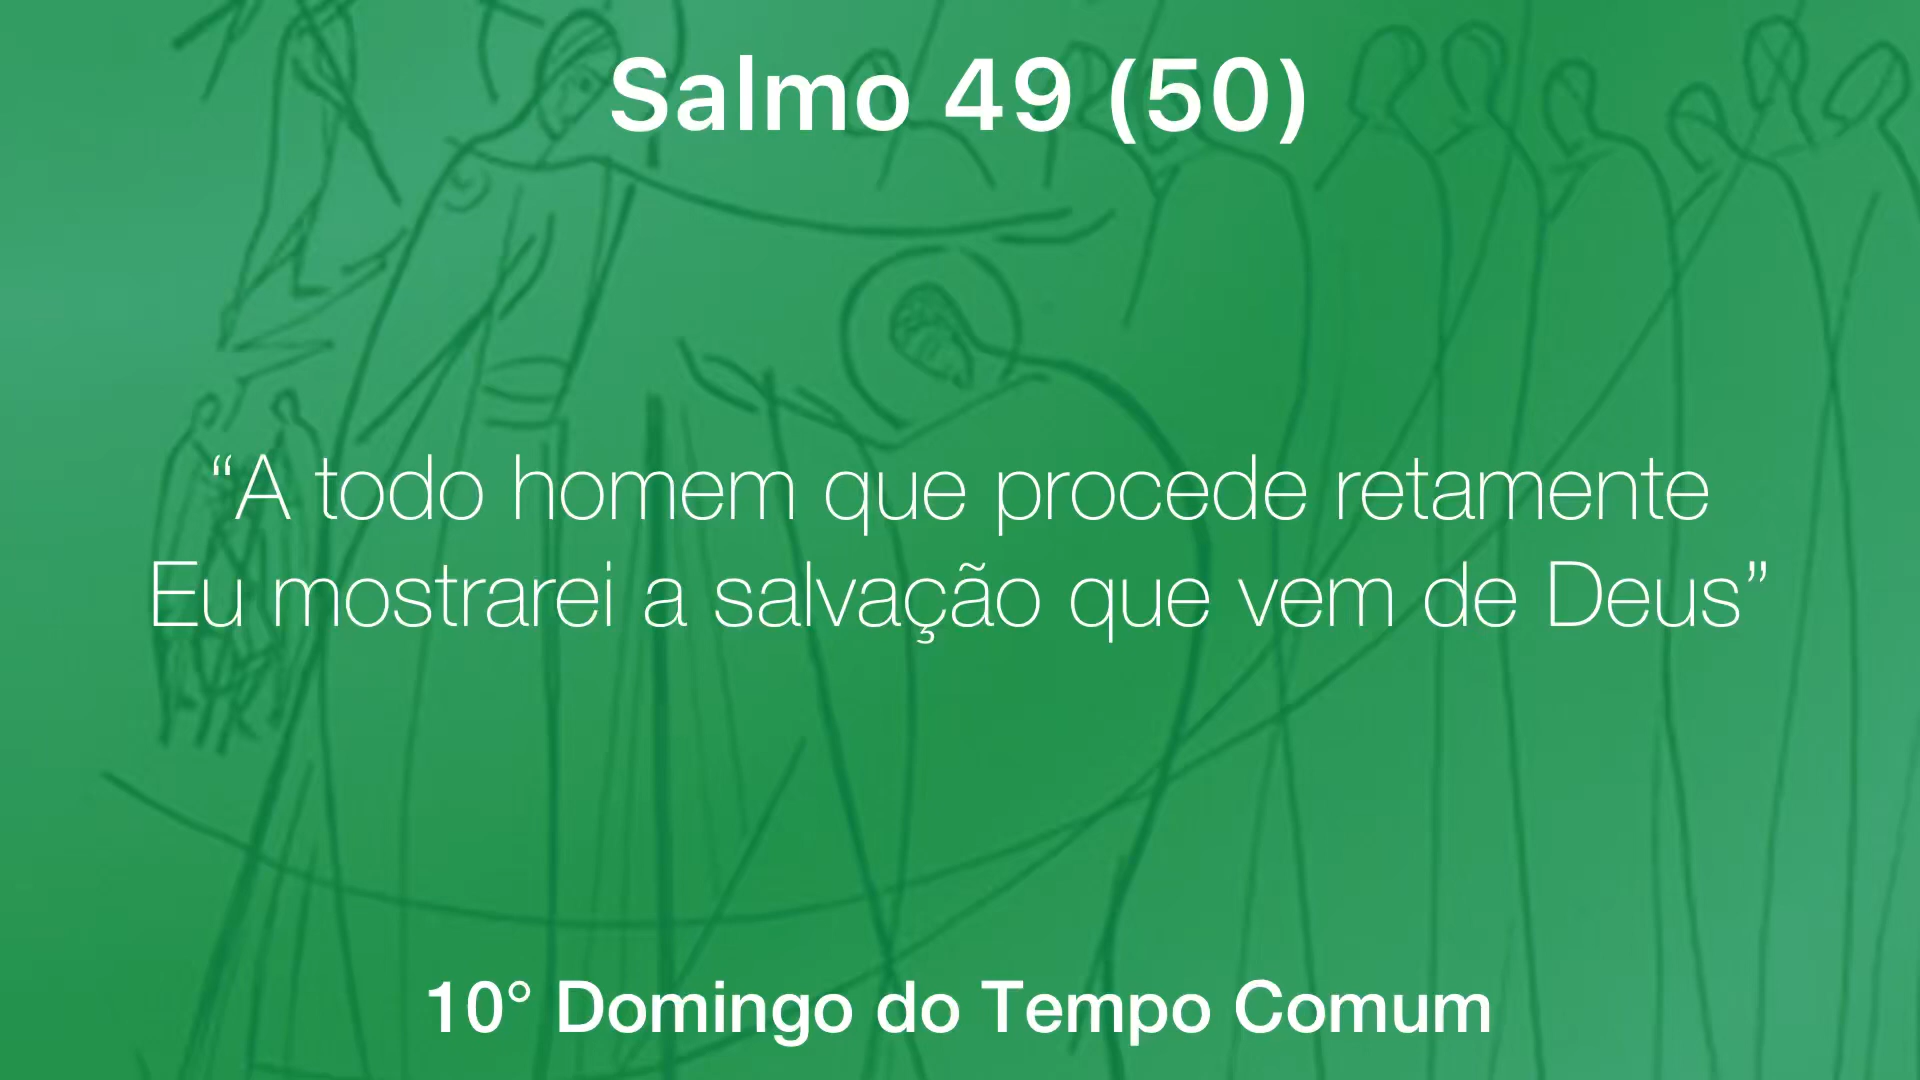 Salmo 49 (50)
“A todo homem que procede retamente
Eu mostrarei a salvação que vem de Deus”
10° Domingo do Tempo Comum